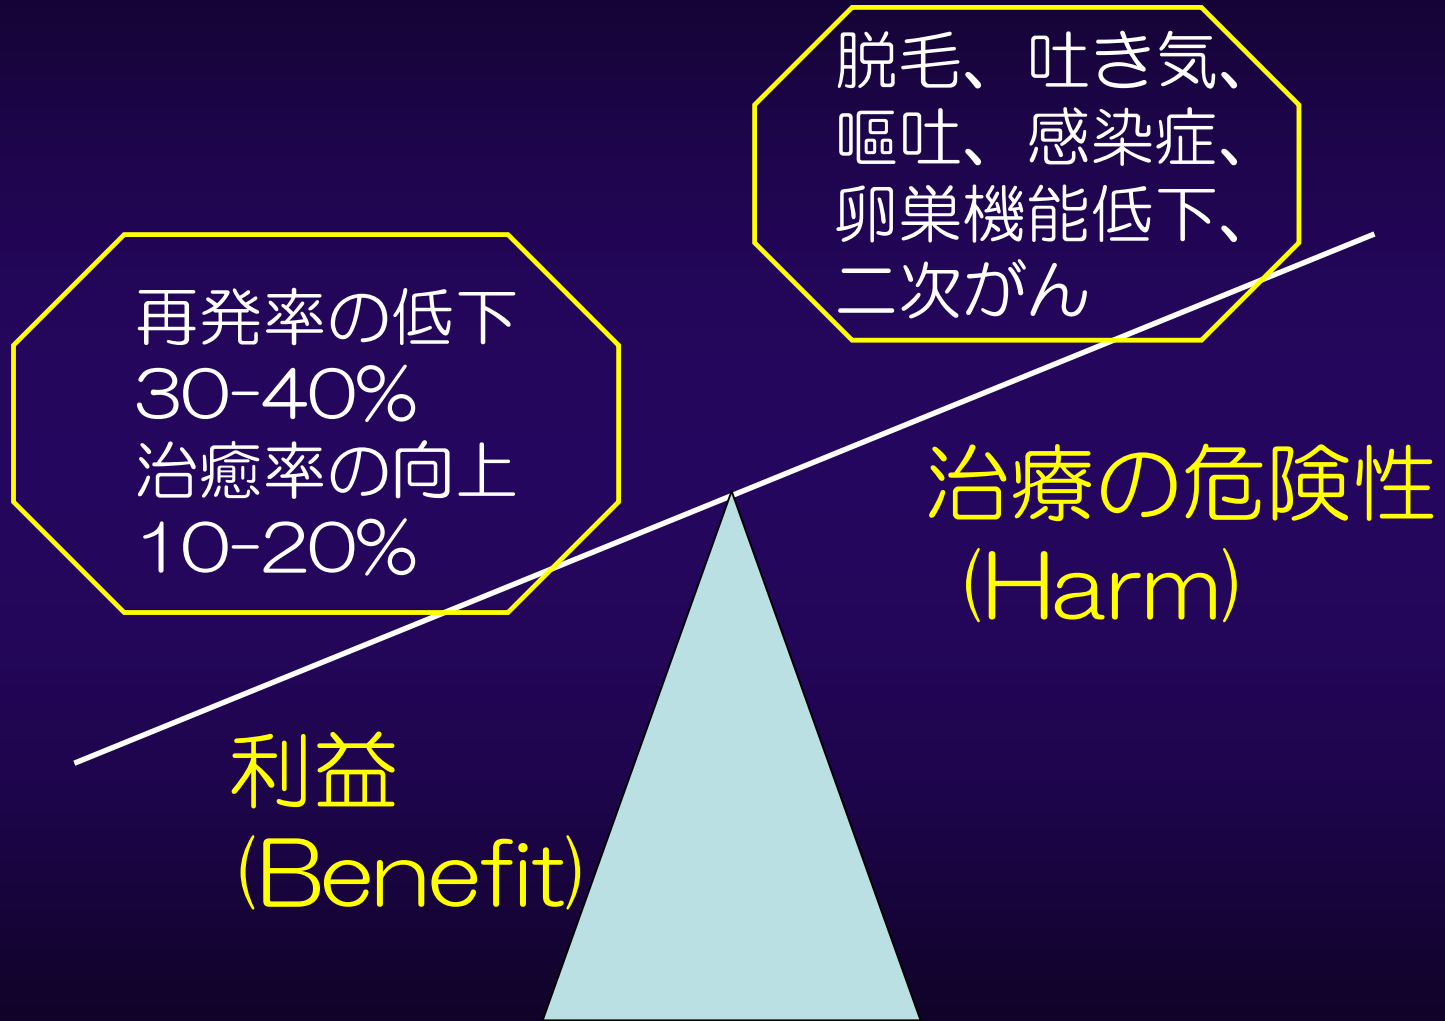 脱毛、吐き気、
嘔吐、感染症、
卵巣機能低下、
二次がん
再発率の低下
30-40%
治癒率の向上
10-20%
治療の危険性
(Harm)
利益
(Benefit)